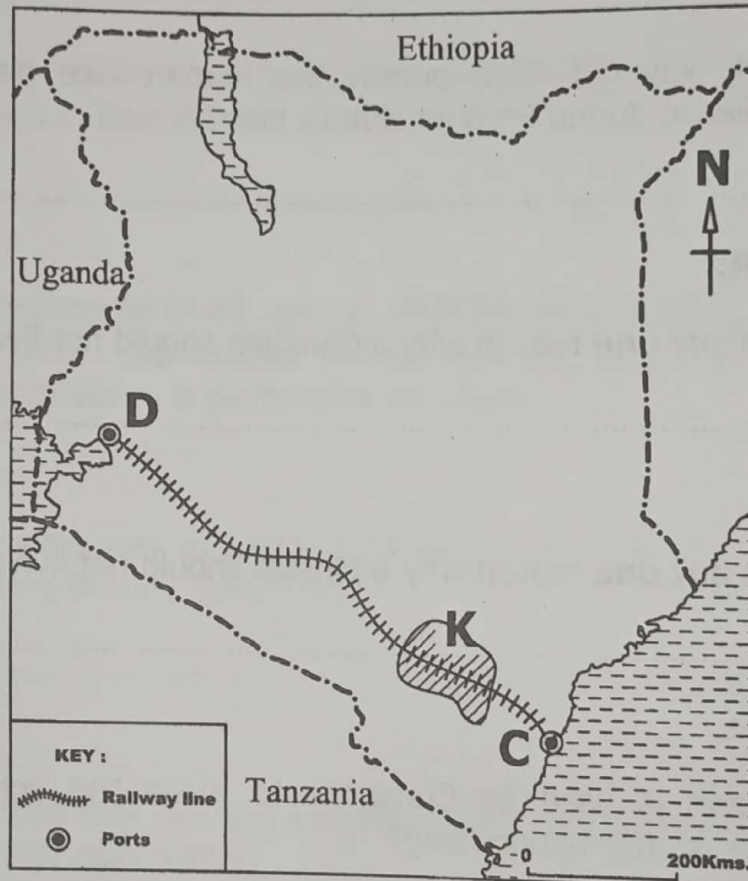 Ethiopia
N
Uganda
D
K
C
KEY :
Railway line
Ports
Tanzania
0 200Kms.